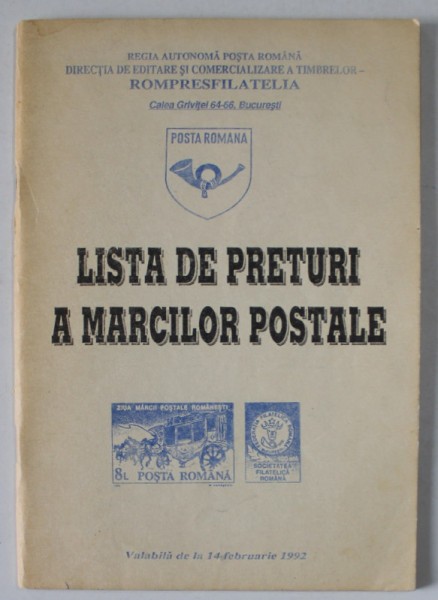 REGIA AUTONOMĂ POȘTA ROMÂNĂ
DIRECȚIA DE EDITARE ȘI COMERCIALIZARE A TIMBRELOR –
ROMPRESFILATELIA
Calea Griviței 64-66, București
POSTA ROMANA
LISTA DE PRETURI
A MARCILOR POSTALE
ZIUA MĂRCII POȘTALE ROMÂNEȘTI
8L POȘTA ROMÂNĂ
SOCIETATEA
FILATELICĂ
ROMÂNĂ
Valabilă de la 14 februarie 1992